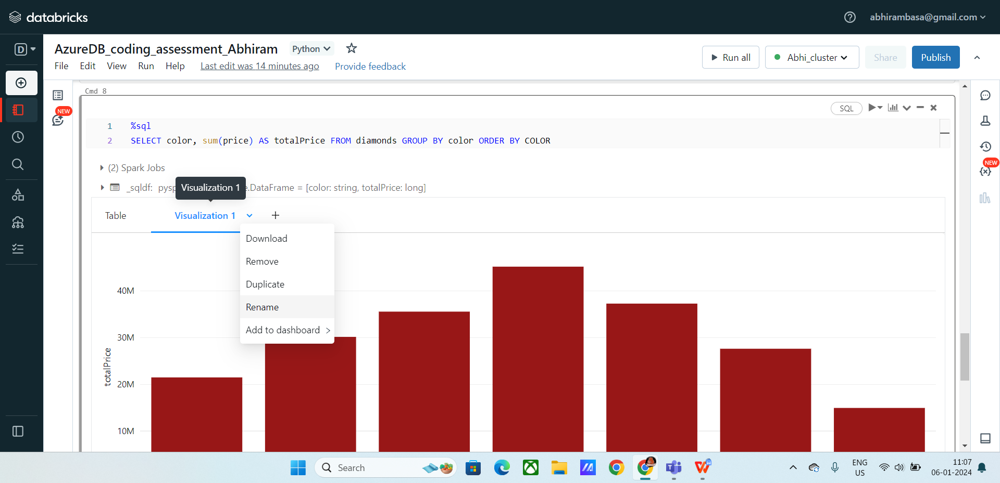 databricks
abhirambasa@gmail.com
D
AzureDB_coding_assessment_Abhiram Python
File Edit View Run Help Last edit was 14 minutes ago Provide feedback
Run all Abhi_cluster Share Publish
NEW
Cmd 8
SQL
1 %sql
2 SELECT color, sum(price) AS totalPrice FROM diamonds GROUP BY color ORDER BY COLOR
NEW
(2) Spark Jobs
_sqldf: pysp
Visualization 1
e.DataFrame = [color: string, totalPrice: long]
Table Visualization 1 +
Download
Remove
Duplicate
Rename
Add to dashboard
totalPrice
40M
30M
20M
10M
Search
ENG
US
11:07
06-01-2024